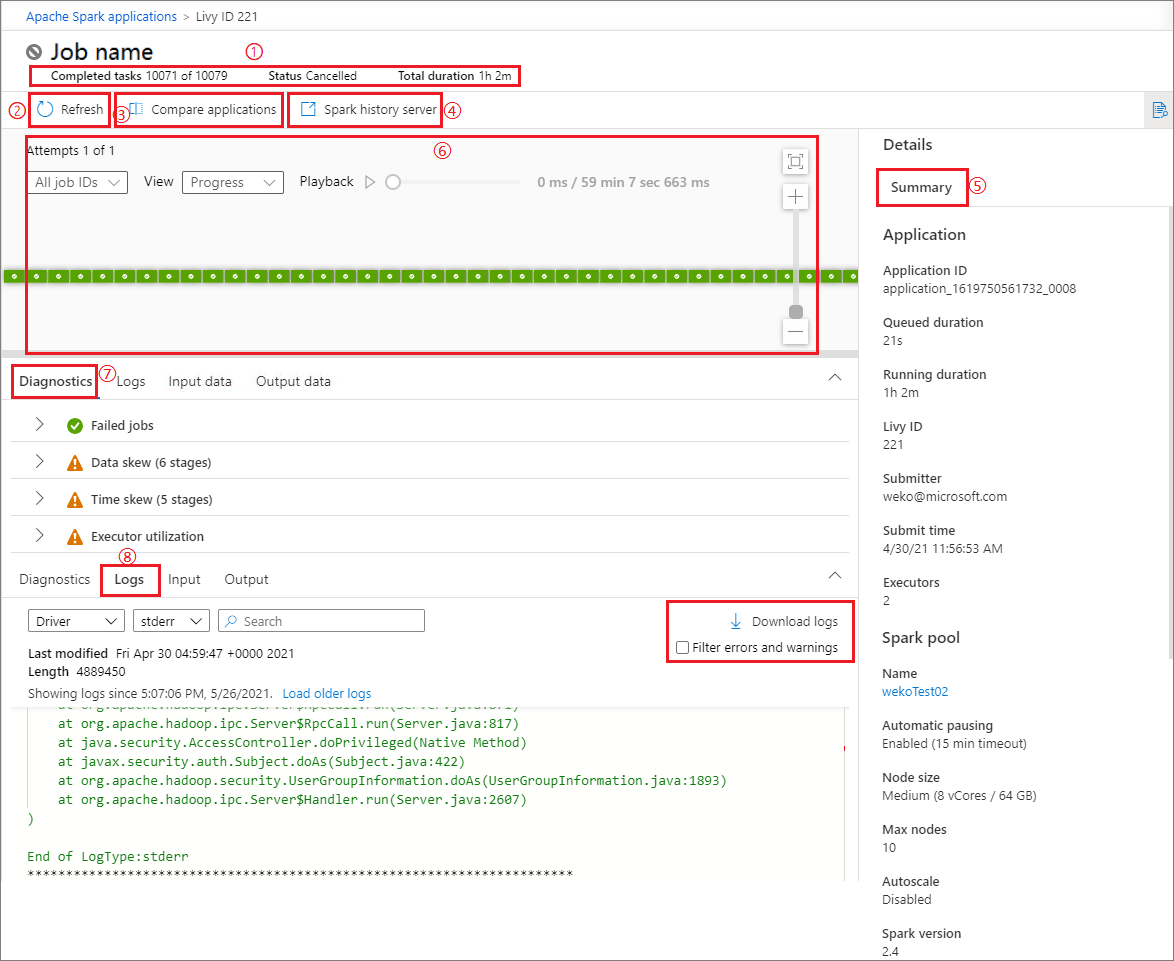 Apache Spark applications > Livy ID 221
Job name
①
Completed tasks 10071 of 10079 Status Cancelled Total duration 1h 2m
② Refresh ③ Compare applications Spark history server ④
Attempts 1 of 1 ⑥
All job IDs View Progress Playback 0 ms / 59 min 7 sec 663 ms
Diagnostics ⑦ Logs Input data Output data
Failed jobs
Data skew (6 stages)
Time skew (5 stages)
Executor utilization
⑧
Diagnostics Logs Input Output
Driver stderr Search Download logs
Filter errors and warnings
Last modified Fri Apr 30 04:59:47 +0000 2021
Length 4889450
Showing logs since 5:07:06 PM, 5/26/2021. Load older logs
at org.apache.hadoop.ipc.Server$RpcCall.run(Server.java:817)
at java.security.AccessController.doPrivileged(Native Method)
at javax.security.auth.Subject.doAs(Subject.java:422)
at org.apache.hadoop.security.UserGroupInformation.doAs(UserGroupInformation.java:1893)
at org.apache.hadoop.ipc.Server$Handler.run(Server.java:2607)
)
End of LogType:stderr
***********************************************************************
Details
Summary ⑤
Application
Application ID
application_1619750561732_0008
Queued duration
21s
Running duration
1h 2m
Livy ID
221
Submitter
weko@microsoft.com
Submit time
4/30/21 11:56:53 AM
Executors
2
Spark pool
Name
wekoTest02
Automatic pausing
Enabled (15 min timeout)
Node size
Medium (8 vCores / 64 GB)
Max nodes
10
Autoscale
Disabled
Spark version
2.4